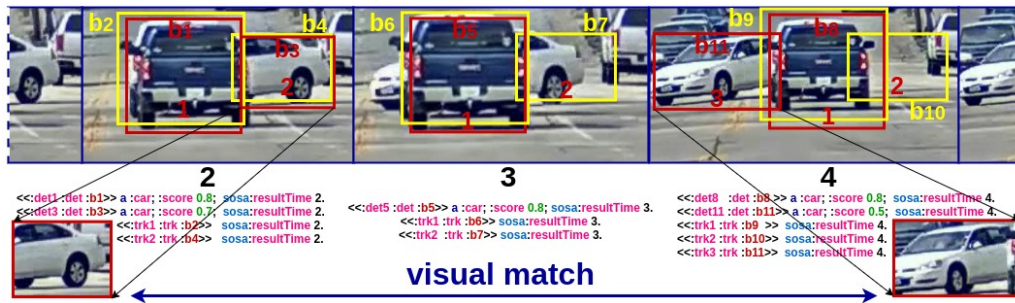 b2 b1 b4 b6 b5 b7 b9 b8
b11
b3
2 2 3 2
b10
1 1 1
2 3 4
<<:det1 :det :b1>> a :car; :score 0.8; sosa:resultTime 2.
<<:det3 :det :b3>> a :car; :score 0.7; sosa:resultTime 2.
<<:trk1 :trk :b2>> sosa:resultTime 2.
<<:trk2 :trk :b4>> sosa:resultTime 2.
<<:det5 :det :b5>> a :car; :score 0.8; sosa:resultTime 3.
<<:trk1 :trk :b6>> sosa:resultTime 3.
<<:trk2 :trk :b7>> sosa:resultTime 3.
<<:det8 :det :b8>> a :car; :score 0.8; sosa:resultTime 4.
<<:det11 :det :b11>> a :car; :score 0.5; sosa:resultTime 4.
<<:trk1 :trk :b9 >> sosa:resultTime 4.
<<:trk2 :trk :b10>> sosa:resultTime 4.
<<:trk3 :trk :b11>> sosa:resultTime 4.
visual match